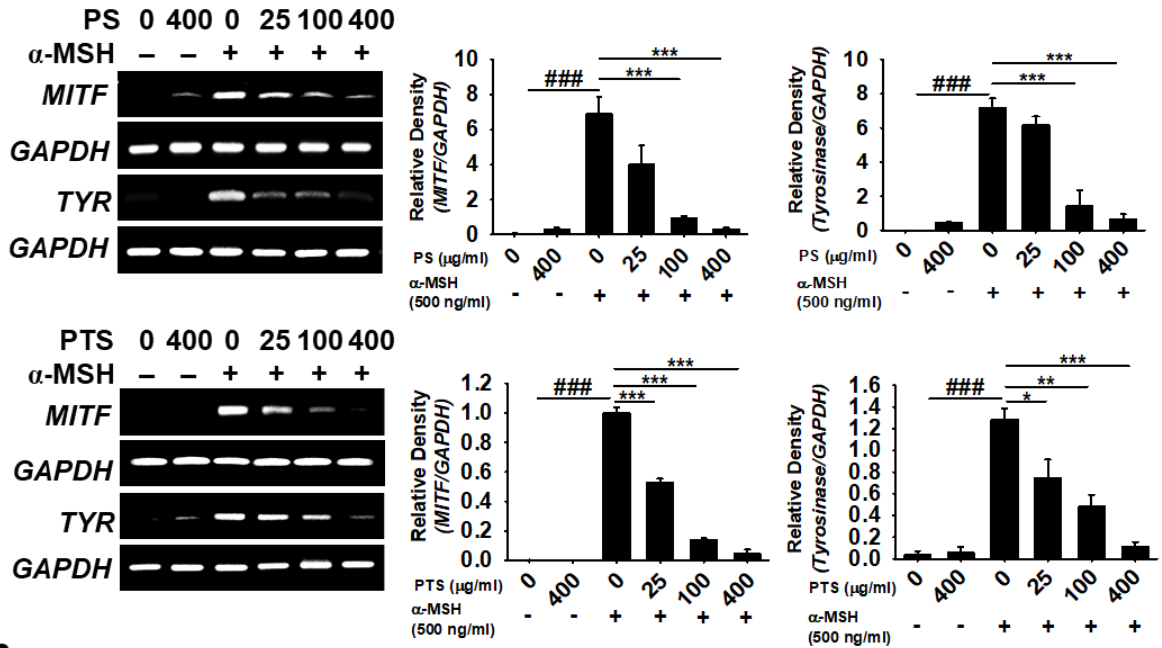 PS 0 400 0 25 100 400
α-MSH – – + + + +
MITF
GAPDH
TYR
GAPDH
10
8
6
4
2
0
Relative Density
(MITF/GAPDH)
###
***
***
PS (µg/ml) 0 400 0 25 100 400
α-MSH
(500 ng/ml) - - + + + +
10
8
6
4
2
0
Relative Density
(Tyrosinase/GAPDH)
###
***
***
PS (µg/ml) 0 400 0 25 100 400
α-MSH
(500 ng/ml) - - + + + +
PTS 0 400 0 25 100 400
α-MSH – – + + + +
MITF
GAPDH
TYR
GAPDH
1.2
1.0
0.8
0.6
0.4
0.2
0.0
Relative Density
(MITF/GAPDH)
###
***
***
***
PTS (µg/ml) 0 400 0 25 100 400
α-MSH
(500 ng/ml) - - + + + +
1.6
1.4
1.2
1.0
0.8
0.6
0.4
0.2
0.0
Relative Density
(Tyrosinase/GAPDH)
###
***
**
*
PTS (µg/ml) 0 400 0 25 100 400
α-MSH
(500 ng/ml) - - + + + +